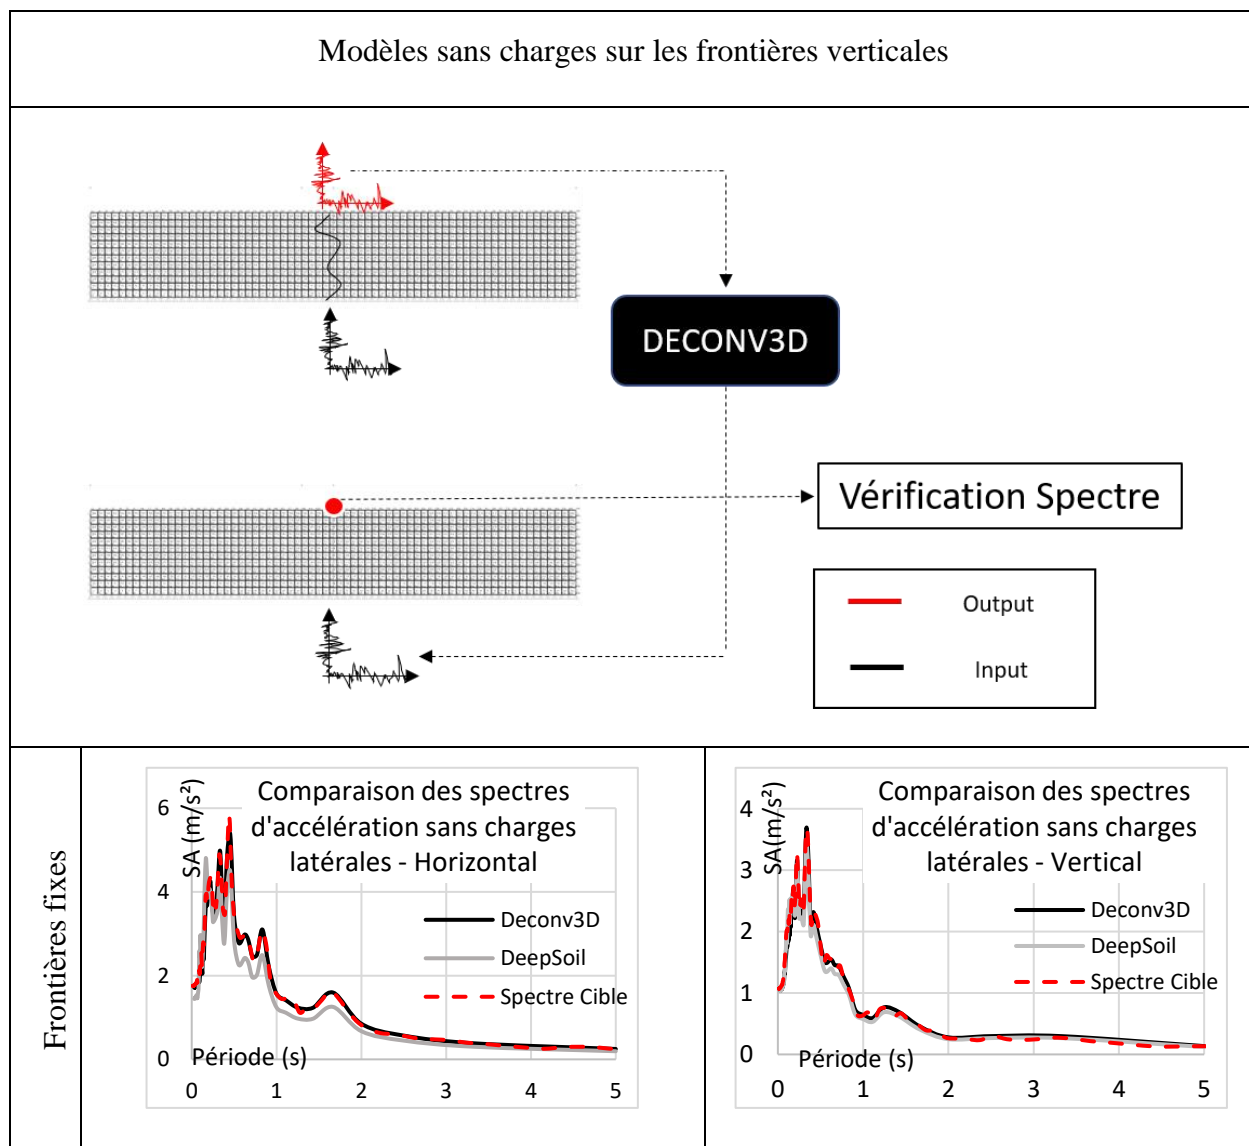 Modèles sans charges sur les frontières verticales
DECONV3D
Vérification Spectre
Output
Input
Frontières fixes
Comparaison des spectres
d'accélération sans charges
latérales - Horizontal
SA (m/s²)
6
4
2
0
Deconv3D
DeepSoil
Spectre Cible
Période (s)
0 1 2 3 4 5
Comparaison des spectres
d'accélération sans charges
latérales - Vertical
SA(m/s²)
4
3
2
1
0
Deconv3D
DeepSoil
Spectre Cible
Période (s)
0 1 2 3 4 5